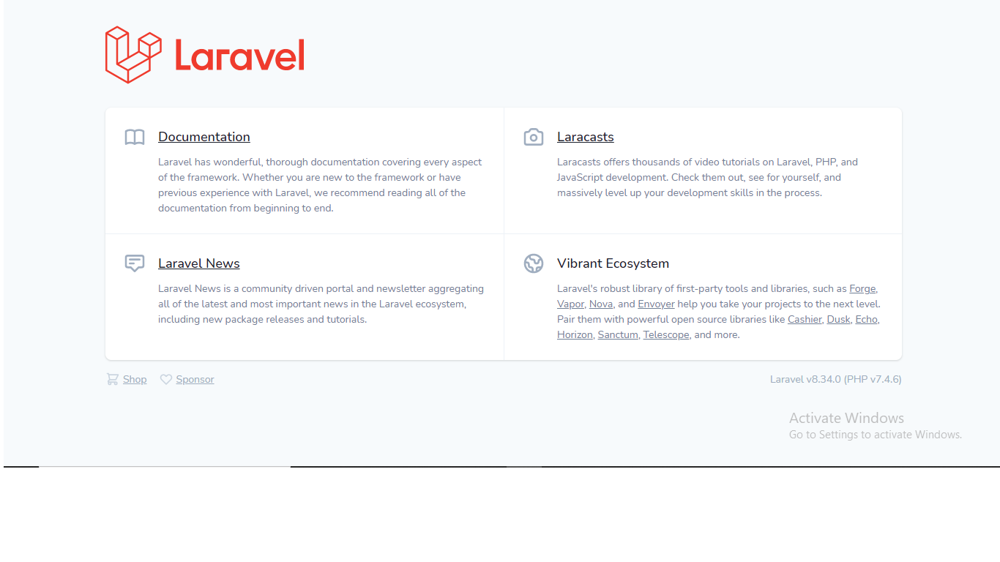 Laravel
Documentation
Laravel has wonderful, thorough documentation covering every aspect
of the framework. Whether you are new to the framework or have
previous experience with Laravel, we recommend reading all of the
documentation from beginning to end.
Laracasts
Laracasts offers thousands of video tutorials on Laravel, PHP, and
JavaScript development. Check them out, see for yourself, and
massively level up your development skills in the process.
Laravel News
Laravel News is a community driven portal and newsletter aggregating
all of the latest and most important news in the Laravel ecosystem,
including new package releases and tutorials.
Vibrant Ecosystem
Laravel's robust library of first-party tools and libraries, such as Forge,
Vapor, Nova, and Envoyer help you take your projects to the next level.
Pair them with powerful open source libraries like Cashier, Dusk, Echo,
Horizon, Sanctum, Telescope, and more.
Shop Sponsor
Laravel v8.34.0 (PHP v7.4.6)
Activate Windows
Go to Settings to activate Windows.